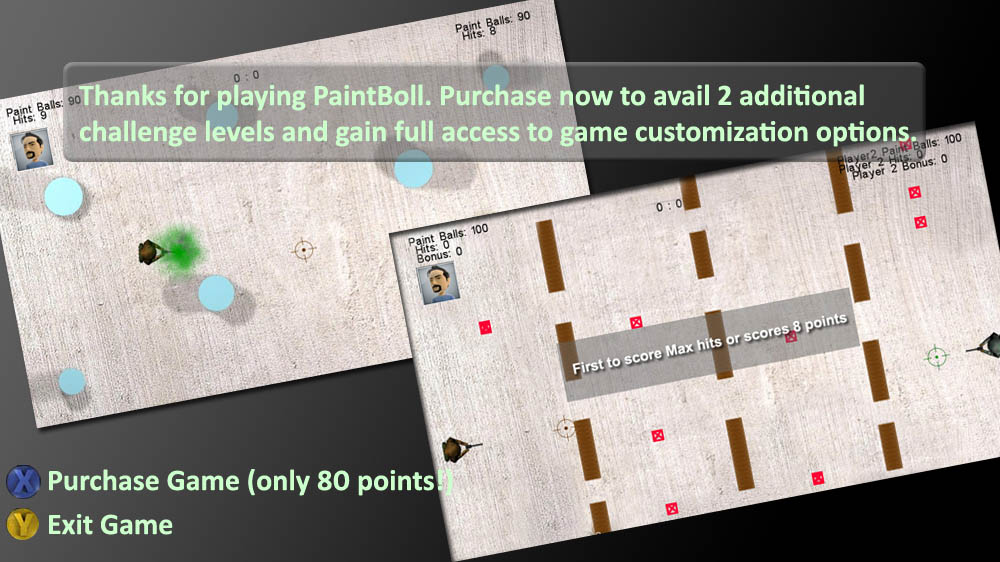 Paint Balls: 90
Hits: 8
0 : 0
Paint Balls: 90
Hits: 9
Thanks for playing PaintBoll. Purchase now to avail 2 additional
challenge levels and gain full access to game customization options.
Player2 Paint Balls: 100
Player 2 Hits: 0
Player 2 Bonus: 0
0 : 0
Paint Balls: 100
Hits: 0
Bonus: 0
First to score Max hits or scores 8 points
X Purchase Game (only 80 points!)
Y Exit Game